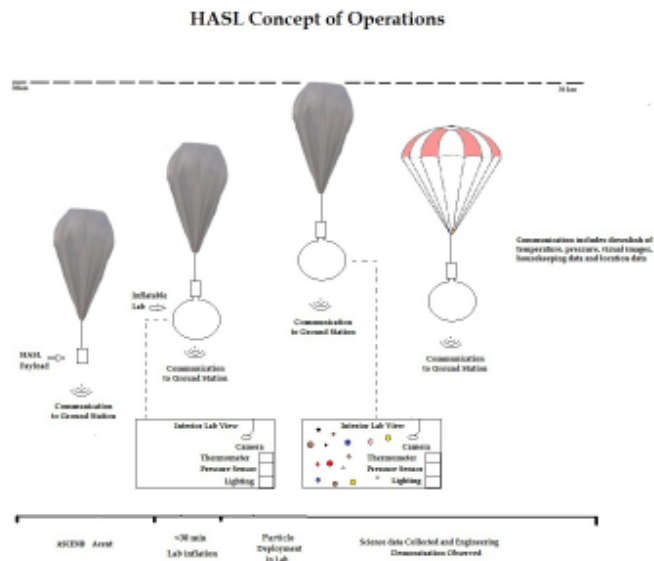 HASL Concept of Operations
30 km
Communication includes downlink of
temperature, pressure, visual images,
housekeeping data and location data
Inflatable
Lab
HASL
Payload
Communication
to Ground Station
Communication
to Ground Station
Communication
to Ground Station
Communication
to Ground Station
Interior Lab View
Camera
Thermometer
Pressure Sensor
Lighting
Interior Lab View
Camera
Thermometer
Pressure Sensor
Lighting
ASCEND Ascent
<30 min
Lab inflation
Particle
Deployment
in Lab
Science data Collected and Engineering
Demonstration Observed